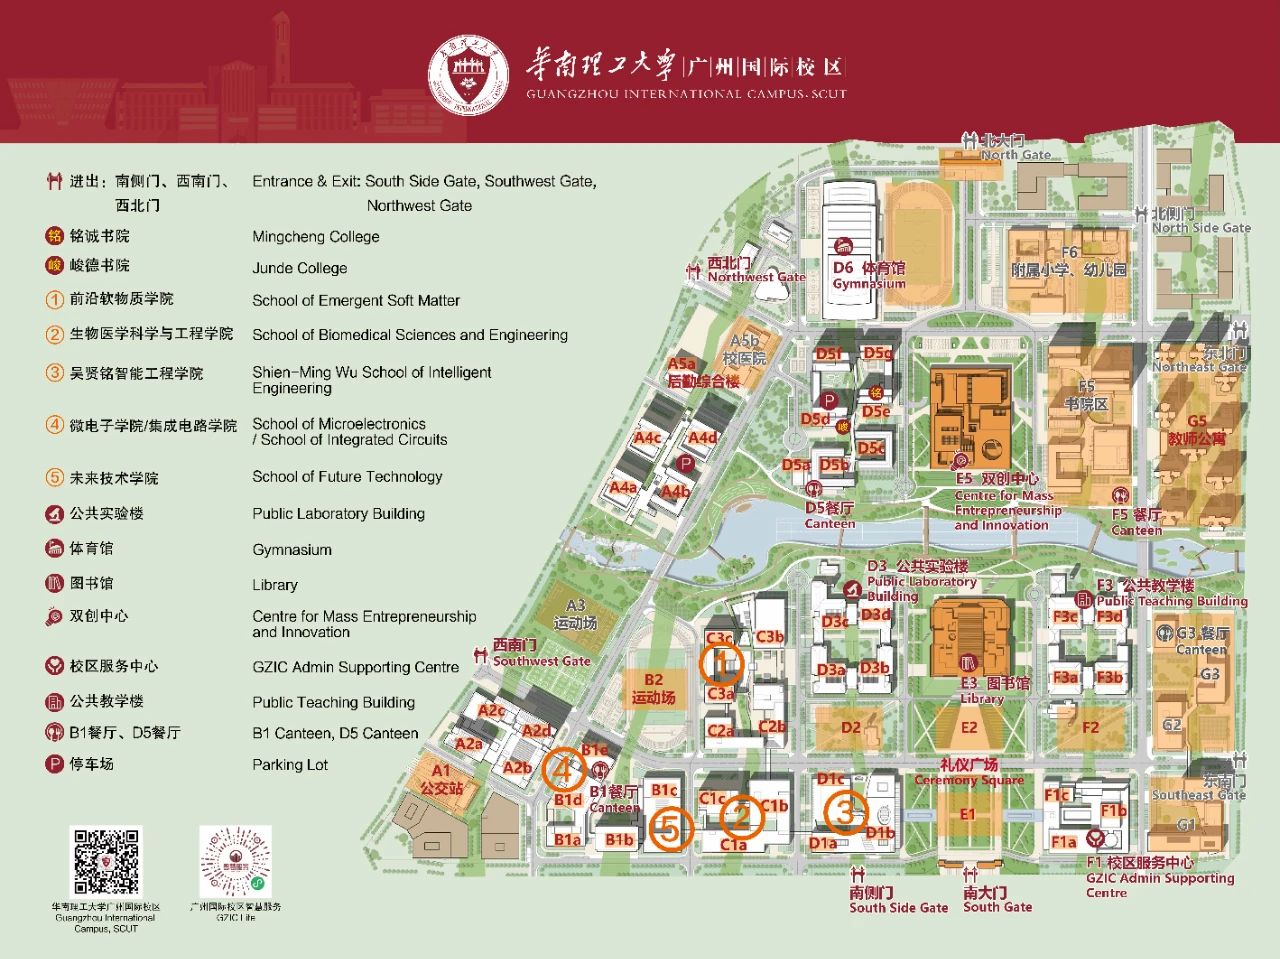 华南理工大学|广|州|国|际|校|区
GUANGZHOU INTERNATIONAL CAMPUS·SCUT
进出：南侧门、西南门、
西北门
Entrance & Exit: South Side Gate, Southwest Gate,
Northwest Gate
铭 铭诚书院 Mingcheng College
峻 峻德书院 Junde College
① 前沿软物质学院 School of Emergent Soft Matter
② 生物医学科学与工程学院 School of Biomedical Sciences and Engineering
③ 吴贤铭智能工程学院 Shien-Ming Wu School of Intelligent
Engineering
④ 微电子学院/集成电路学院 School of Microelectronics
/ School of Integrated Circuits
⑤ 未来技术学院 School of Future Technology
公共实验楼 Public Laboratory Building
体育馆 Gymnasium
图书馆 Library
双创中心 Centre for Mass Entrepreneurship
and Innovation
校区服务中心 GZIC Admin Supporting Centre
公共教学楼 Public Teaching Building
B1餐厅、D5餐厅 B1 Canteen, D5 Canteen
P 停车场 Parking Lot
华南理工大学广州国际校区
Guangzhou International
Campus, SCUT
广州国际校区智慧服务
GZIC Life
北大门
North Gate
北侧门
North Side Gate
西北门
Northwest Gate
D6 体育馆
Gymnasium
F6
附属小学、幼儿园
东北门
Northeast Gate
A5b
校医院
A5a
后勤综合楼
D5f
D5g
P
铭
D5d
D5e
峻
D5c
D5a
D5b
D5餐厅
Canteen
F5
书院区
G5
教师公寓
A4c
A4d
P
A4a
A4b
E5 双创中心
Centre for Mass
Entrepreneurship
and Innovation
F5 餐厅
Canteen
D3 公共实验楼
Public Laboratory
Building
F3 公共教学楼
Public Teaching Building
A3
运动场
西南门
Southwest Gate
C3c
C3b
①
C3a
D3c
D3d
D3a
D3b
F3c
F3d
F3a
F3b
G3 餐厅
Canteen
G3
B2
运动场
E3 图书馆
Library
A2c
A2d
A2a
A2b
C2a
C2b
D2
E2
F2
G2
A1
公交站
④
B1e
B1餐厅
Canteen
B1d
B1a
B1b
B1c
⑤
C1c
②
C1b
C1a
D1c
③
D1a
D1b
礼仪广场
Ceremony Square
E1
F1c
F1b
F1a
东南门
Southeast Gate
G1
F1 校区服务中心
GZIC Admin Supporting
Centre
南侧门
South Side Gate
南大门
South Gate